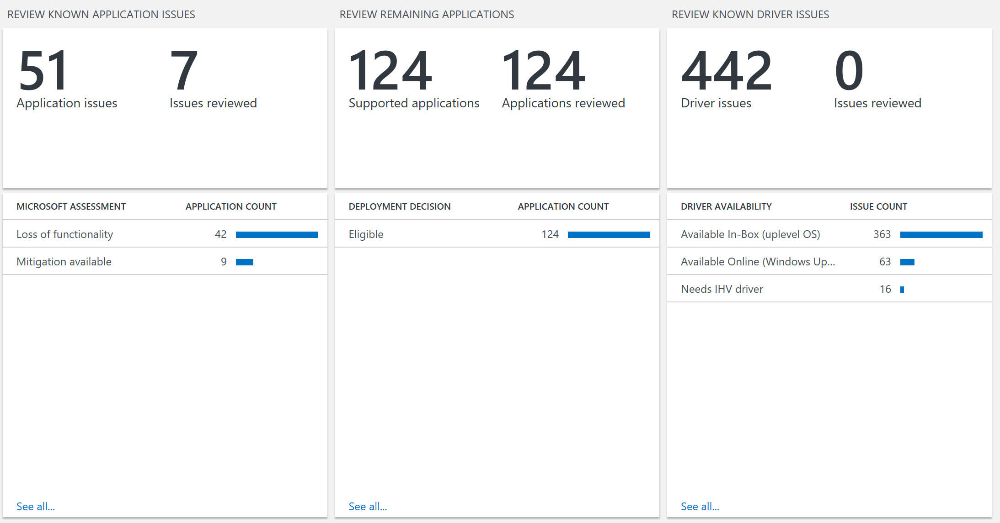 REVIEW KNOWN APPLICATION ISSUES
51 7
Application issues Issues reviewed
MICROSOFT ASSESSMENT APPLICATION COUNT
Loss of functionality 42
Mitigation available 9
See all...
REVIEW REMAINING APPLICATIONS
124 124
Supported applications Applications reviewed
DEPLOYMENT DECISION APPLICATION COUNT
Eligible 124
See all...
REVIEW KNOWN DRIVER ISSUES
442 0
Driver issues Issues reviewed
DRIVER AVAILABILITY ISSUE COUNT
Available In-Box (uplevel OS) 363
Available Online (Windows Up... 63
Needs IHV driver 16
See all...